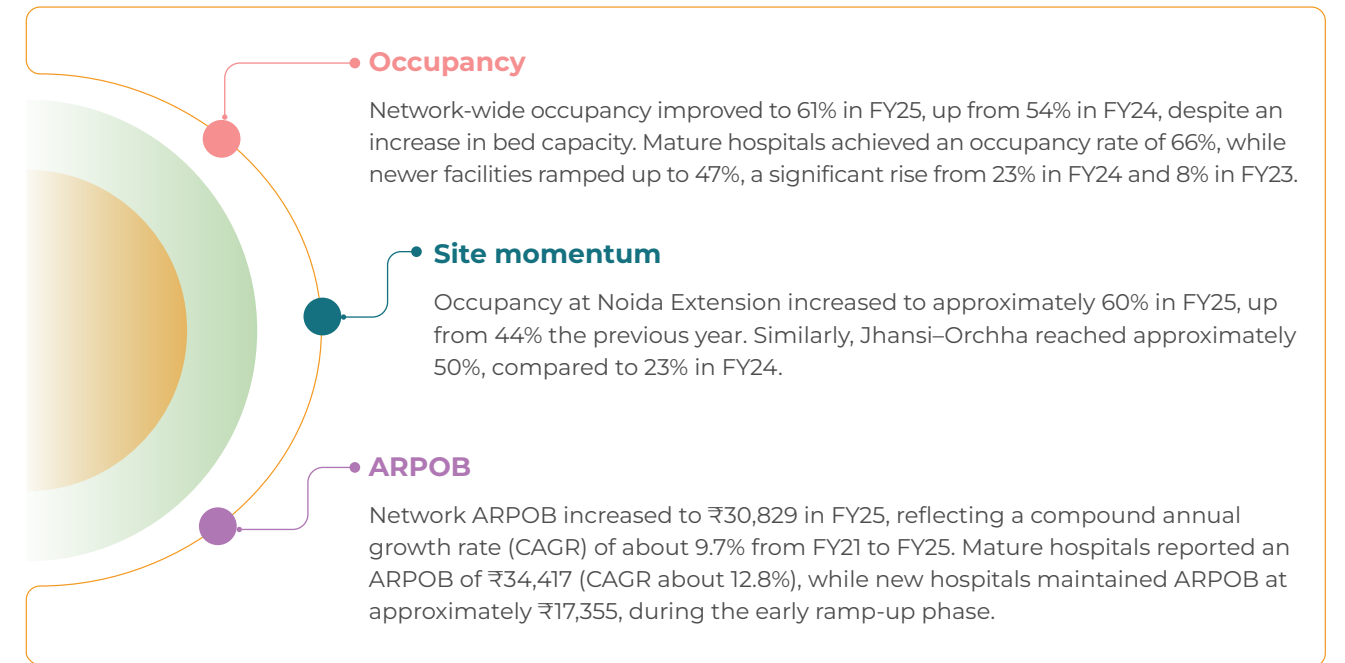 Occupancy
Network-wide occupancy improved to 61% in FY25, up from 54% in FY24, despite an
increase in bed capacity. Mature hospitals achieved an occupancy rate of 66%, while
newer facilities ramped up to 47%, a significant rise from 23% in FY24 and 8% in FY23.
Site momentum
Occupancy at Noida Extension increased to approximately 60% in FY25, up
from 44% the previous year. Similarly, Jhansi–Orchha reached approximately
50%, compared to 23% in FY24.
ARPOB
Network ARPOB increased to ₹30,829 in FY25, reflecting a compound annual
growth rate (CAGR) of about 9.7% from FY21 to FY25. Mature hospitals reported an
ARPOB of ₹34,417 (CAGR about 12.8%), while new hospitals maintained ARPOB at
approximately ₹17,355, during the early ramp-up phase.